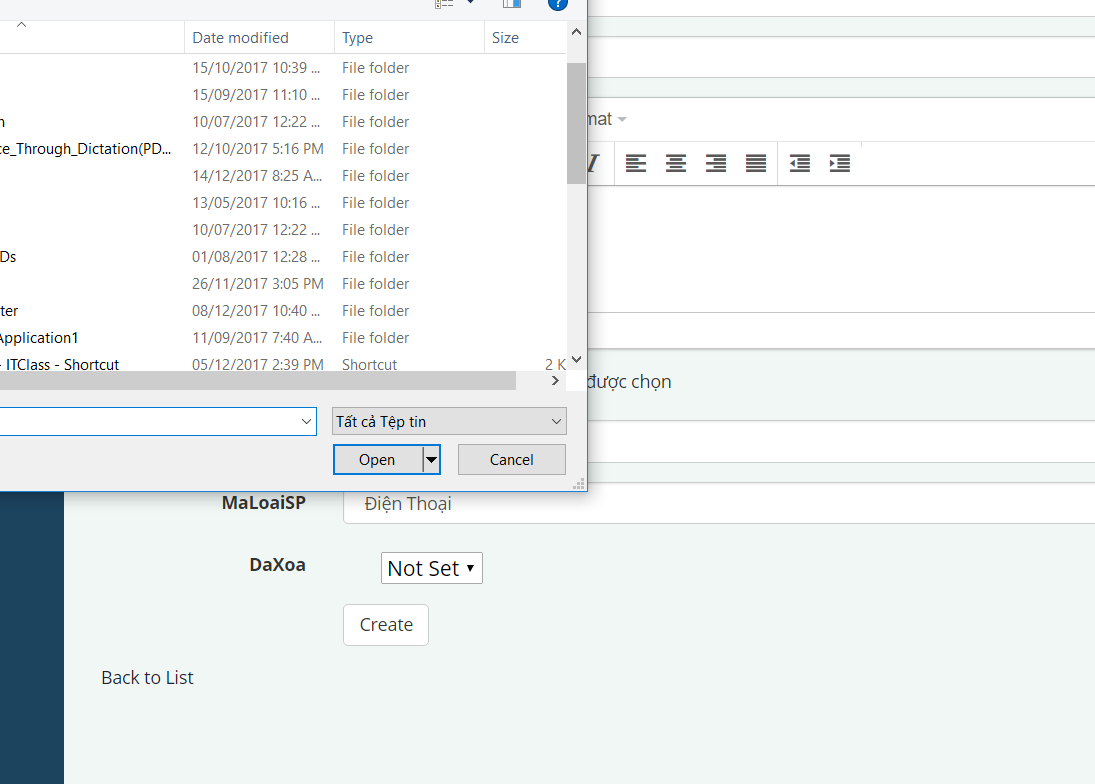 Date modified Type Size
15/10/2017 10:39 ... File folder
15/09/2017 11:10 ... File folder
n 10/07/2017 12:22 ... File folder
ce_Through_Dictation(PD... 12/10/2017 5:16 PM File folder
14/12/2017 8:25 A... File folder
13/05/2017 10:16 ... File folder
10/07/2017 12:22 ... File folder
Ds 01/08/2017 12:28 ... File folder
26/11/2017 3:05 PM File folder
ter 08/12/2017 10:40 ... File folder
Application1 11/09/2017 7:40 A... File folder
- ITClass - Shortcut 05/12/2017 2:39 PM Shortcut 2 K
Tất cả Tệp tin
Open Cancel
mat
I
được chọn
MaLoaiSP Điện Thoại
DaXoa Not Set
Create
Back to List